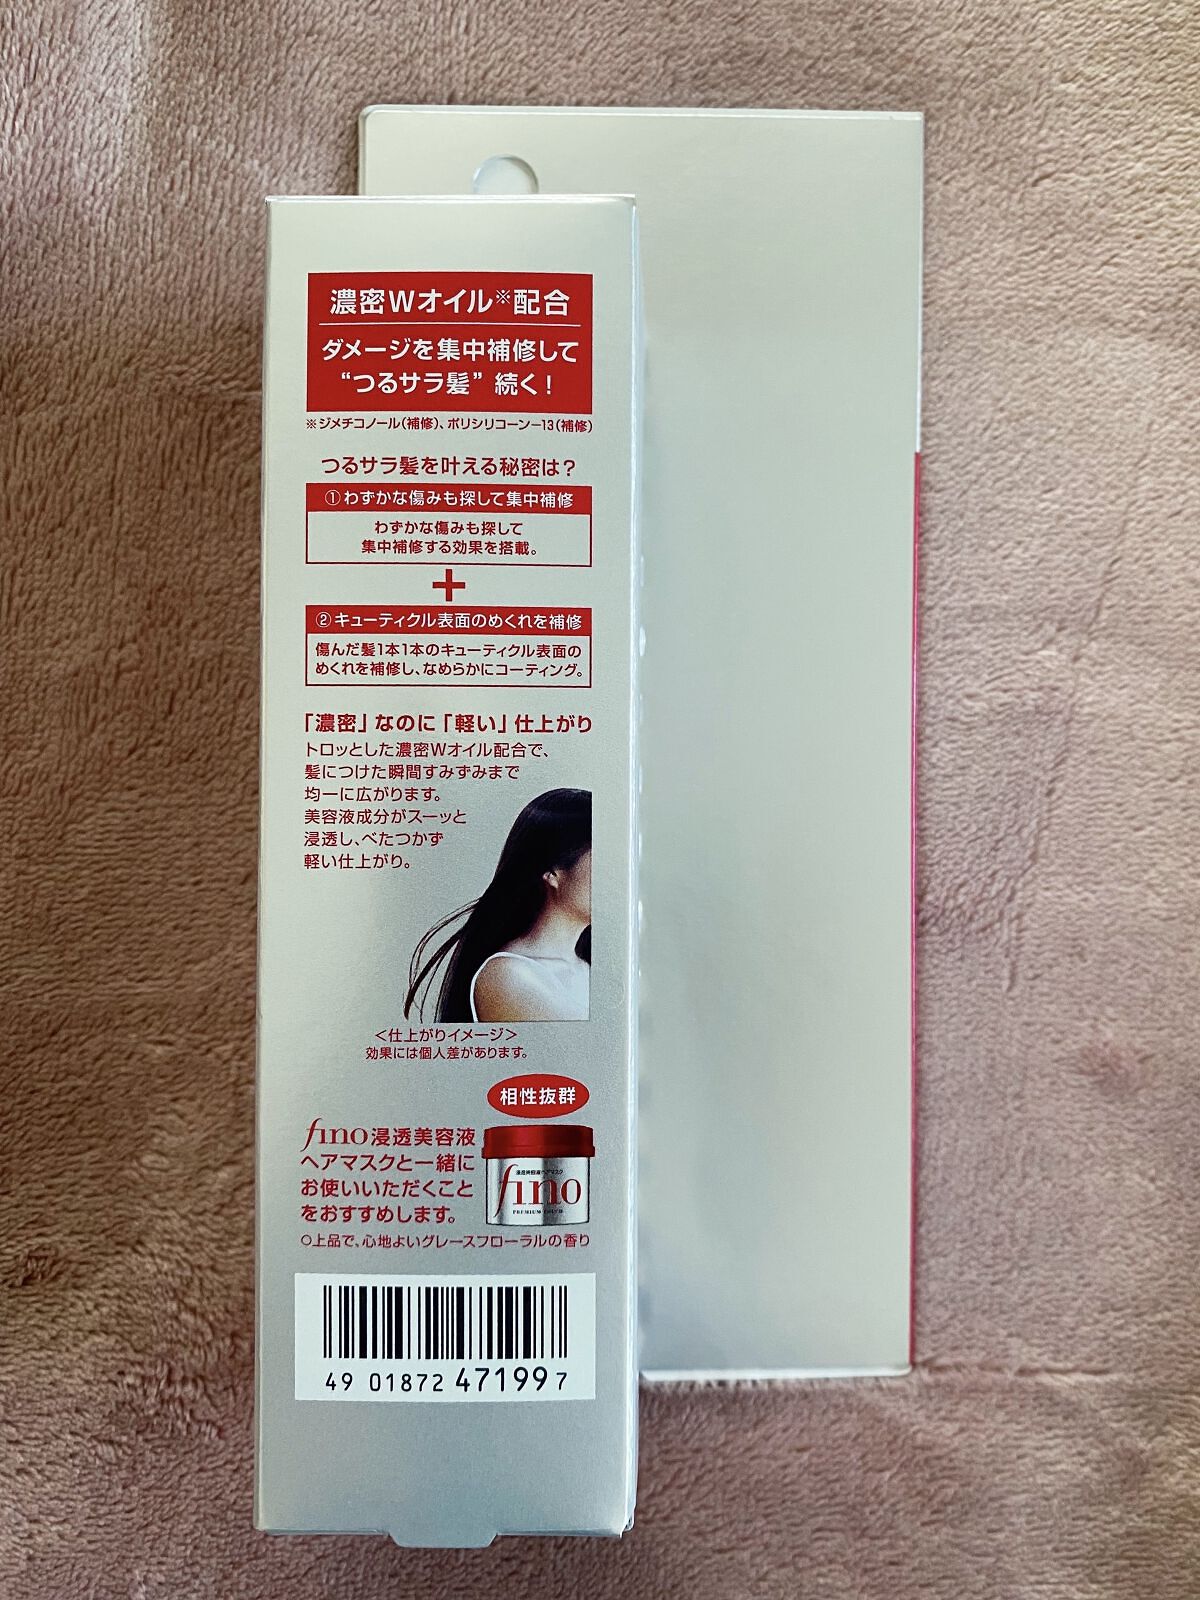 濃密Wオイル※配合
ダメージを集中補修して
“つるサラ髪” 続く!
※ジメチコノール(補修)、ポリシリコーン-13(補修)
つるサラ髪を叶える秘密は?
①わずかな傷みも探して集中補修
わずかな傷みも探して
集中補修する効果を搭載。
+
②キューティクル表面のめくれを補修
傷んだ髪1本1本のキューティクル表面の
めくれを補修し、なめらかにコーティング。
「濃密」なのに「軽い」仕上がり
トロッとした濃密Wオイル配合で、
髪につけた瞬間すみずみまで
均一に広がります。
美容液成分がスーッと
浸透し、べたつかず
軽い仕上がり。
<仕上がりイメージ>
効果には個人差があります。
相性抜群
fino浸透美容液
ヘアマスクと一緒に
お使いいただくこと
をおすすめします。
浸透美容液ヘアマスク
fino
PREMIUM TOUCH
○上品で、心地よいグレースフローラルの香り
49 01872 47199 7